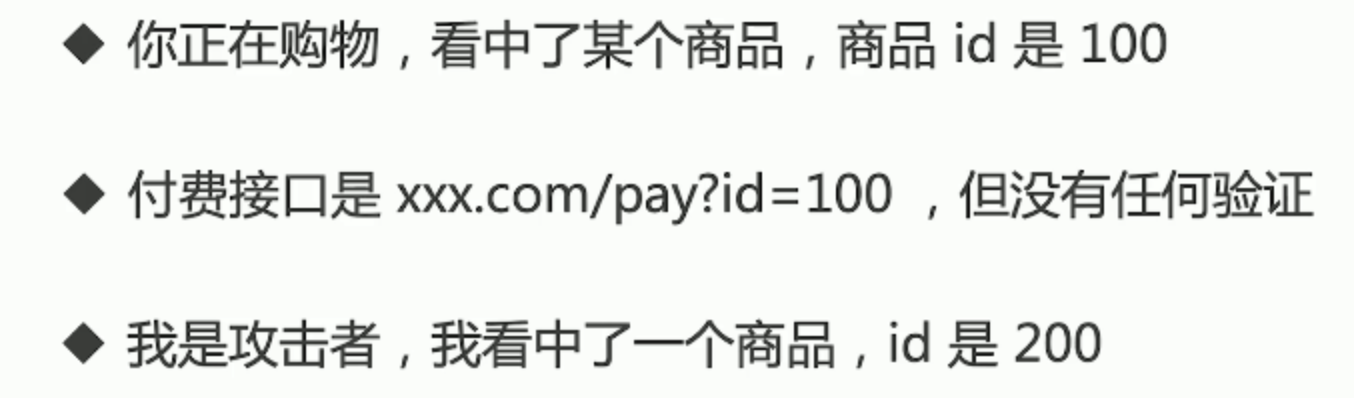 ◆ 你正在购物，看中了某个商品，商品 id 是 100
◆ 付费接口是 xxx.com/pay?id=100 ，但没有任何验证
◆ 我是攻击者，我看中了一个商品，id 是 200